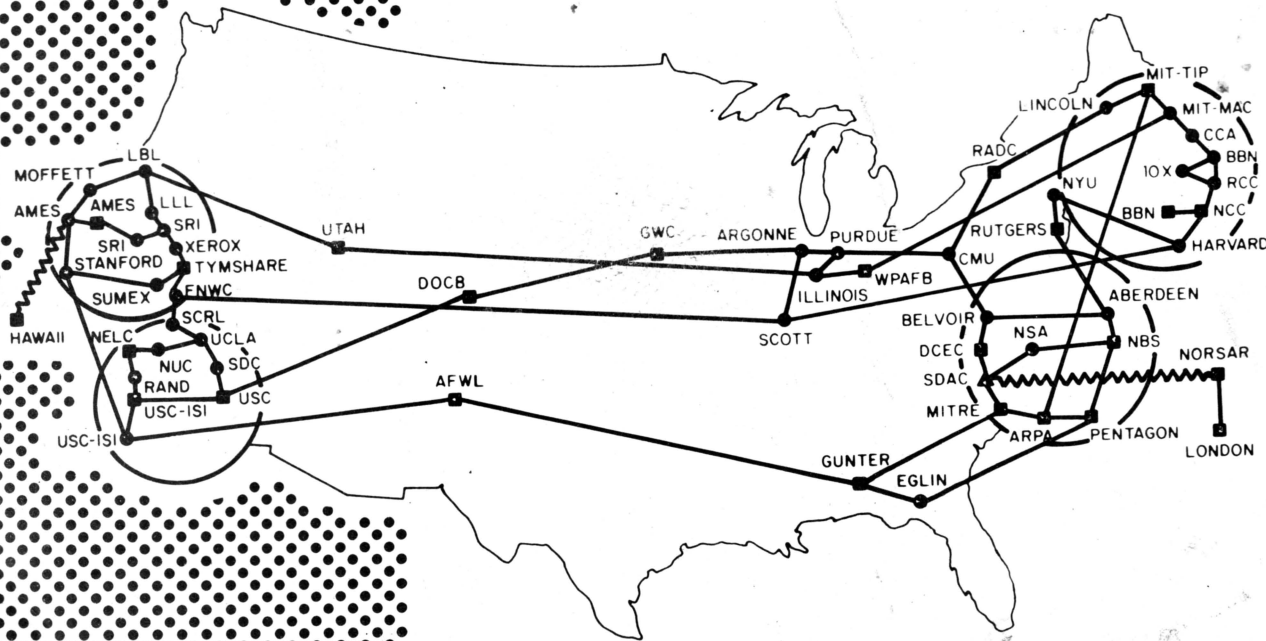 MIT-TIP
LINCOLN
MIT-MAC
CCA
RADC
BBN
LBL
10X
MOFFETT
RCC
NYU
AMES
LLL
AMES
BBN
NCC
SRI
UTAH
GWC
ARGONNE
PURDUE
RUTGERS
SRI
XEROX
HARVARD
STANFORD
CMU
TYMSHARE
WPAFB
SUMEX
FNWC
DOCB
ILLINOIS
ABERDEEN
SCRL
BELVOIR
HAWAII
NELC
UCLA
SCOTT
NSA
NBS
DCEC
NUC
SDC
NORSAR
RAND
AFWL
SDAC
USC-ISI
USC
MITRE
USC-ISI
ARPA
PENTAGON
LONDON
GUNTER
EGLIN